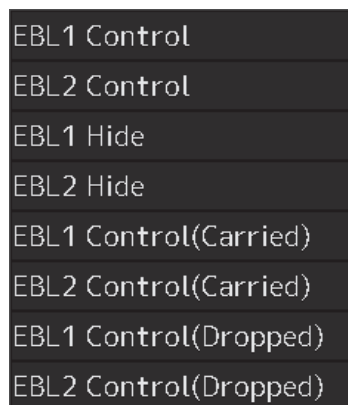 EBL1 Control
EBL2 Control
EBL1 Hide
EBL2 Hide
EBL1 Control(Carried)
EBL2 Control(Carried)
EBL1 Control(Dropped)
EBL2 Control(Dropped)